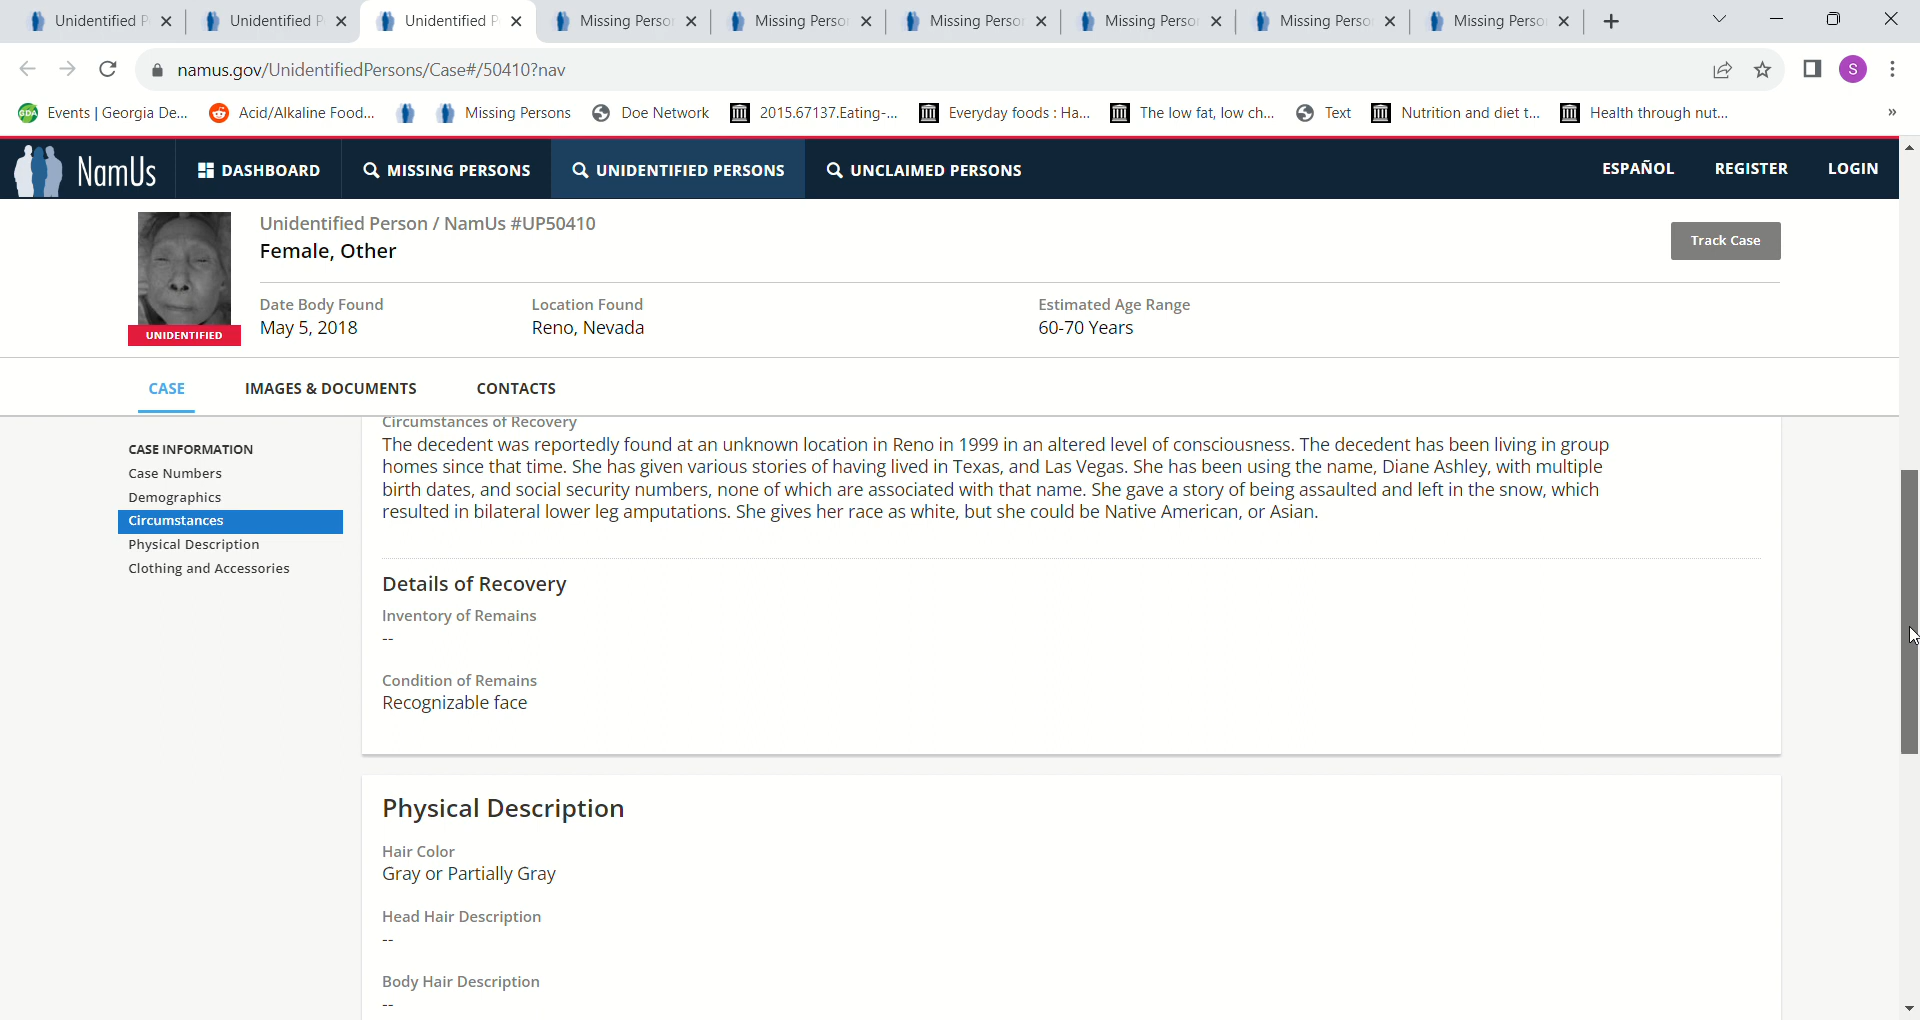 Unidentified P
Unidentified P
Unidentified P
Missing Perso
Missing Perso
Missing Perso
Missing Perso
Missing Perso
Missing Perso
namus.gov/UnidentifiedPersons/Case#/50410?nav
S
GDA
Events | Georgia De...
Acid/Alkaline Food...
Missing Persons
Doe Network
2015.67137.Eating-...
Everyday foods : Ha...
The low fat, low ch...
Text
Nutrition and diet t...
Health through nut...
»
NamUs
DASHBOARD
MISSING PERSONS
UNIDENTIFIED PERSONS
UNCLAIMED PERSONS
ESPAÑOL
REGISTER
LOGIN
UNIDENTIFIED
Unidentified Person / NamUs #UP50410
Female, Other
Track Case
Date Body Found
May 5, 2018
Location Found
Reno, Nevada
Estimated Age Range
60-70 Years
CASE
IMAGES & DOCUMENTS
CONTACTS
CASE INFORMATION
Case Numbers
Demographics
Circumstances
Physical Description
Clothing and Accessories
Circumstances of Recovery
The decedent was reportedly found at an unknown location in Reno in 1999 in an altered level of consciousness. The decedent has been living in group
homes since that time. She has given various stories of having lived in Texas, and Las Vegas. She has been using the name, Diane Ashley, with multiple
birth dates, and social security numbers, none of which are associated with that name. She gave a story of being assaulted and left in the snow, which
resulted in bilateral lower leg amputations. She gives her race as white, but she could be Native American, or Asian.
Details of Recovery
Inventory of Remains
--
Condition of Remains
Recognizable face
Physical Description
Hair Color
Gray or Partially Gray
Head Hair Description
--
Body Hair Description
--